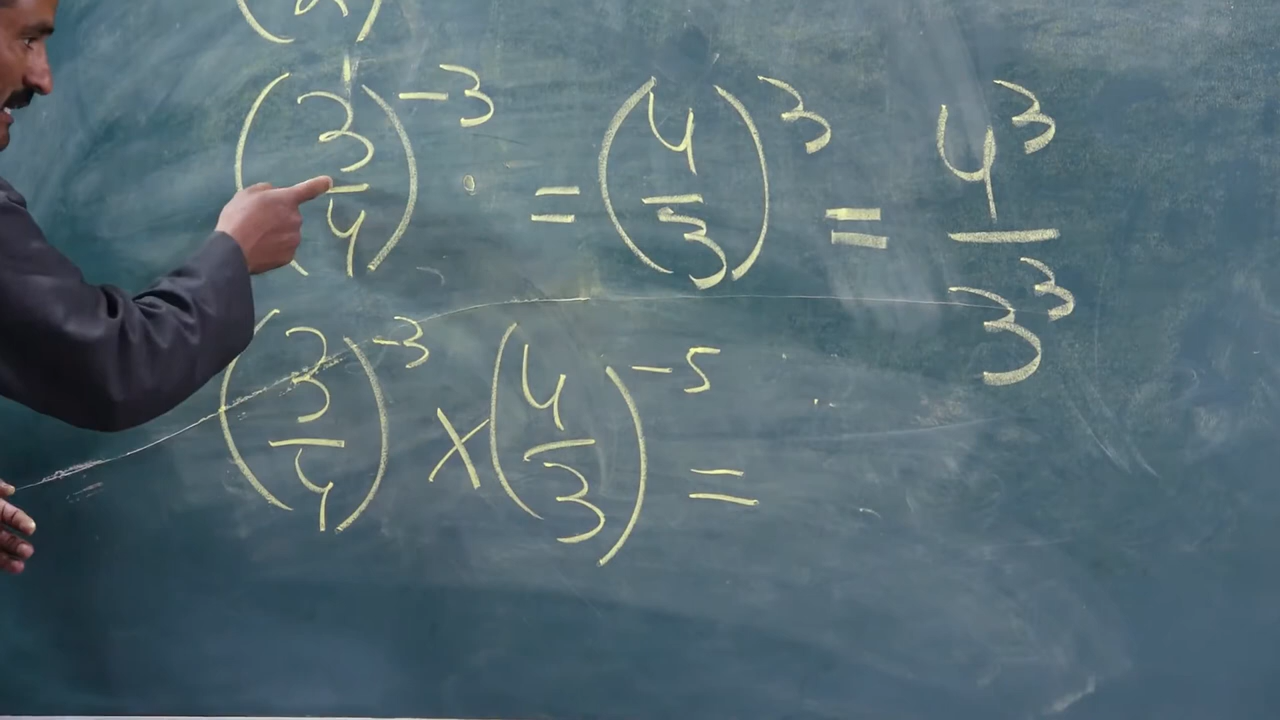 (3/4)^-3 = (4/3)^3 = 4^3/3^3
(3/4)^-3 × (4/3)^-5 =